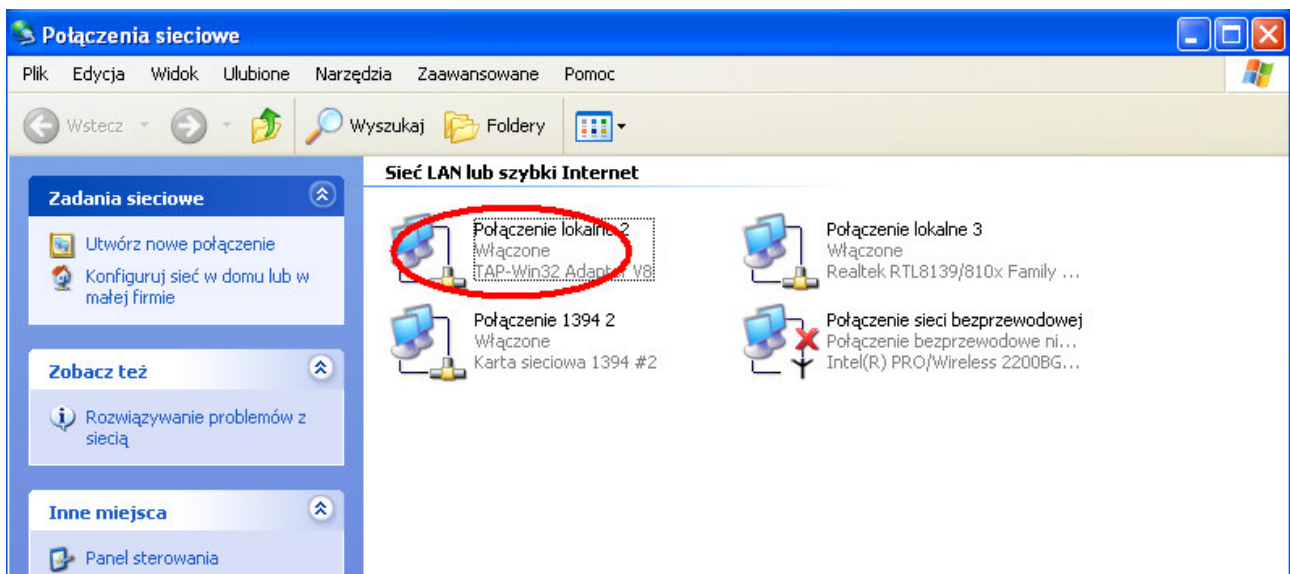 Połączenia sieciowe
Plik Edycja Widok Ulubione Narzędzia Zaawansowane Pomoc
Wstecz Wyszukaj Foldery
Zadania sieciowe
Utwórz nowe połączenie
Konfiguruj sieć w domu lub w
małej firmie
Zobacz też
Rozwiązywanie problemów z
siecią
Inne miejsca
Panel sterowania
Sieć LAN lub szybki Internet
Połączenie lokalne 2
Włączone
TAP-Win32 Adapter V8
Połączenie lokalne 3
Włączone
Realtek RTL8139/810x Family ...
Połączenie 1394 2
Włączone
Karta sieciowa 1394 #2
Połączenie sieci bezprzewodowej
Połączenie bezprzewodowe ni...
Intel(R) PRO/Wireless 2200BG...